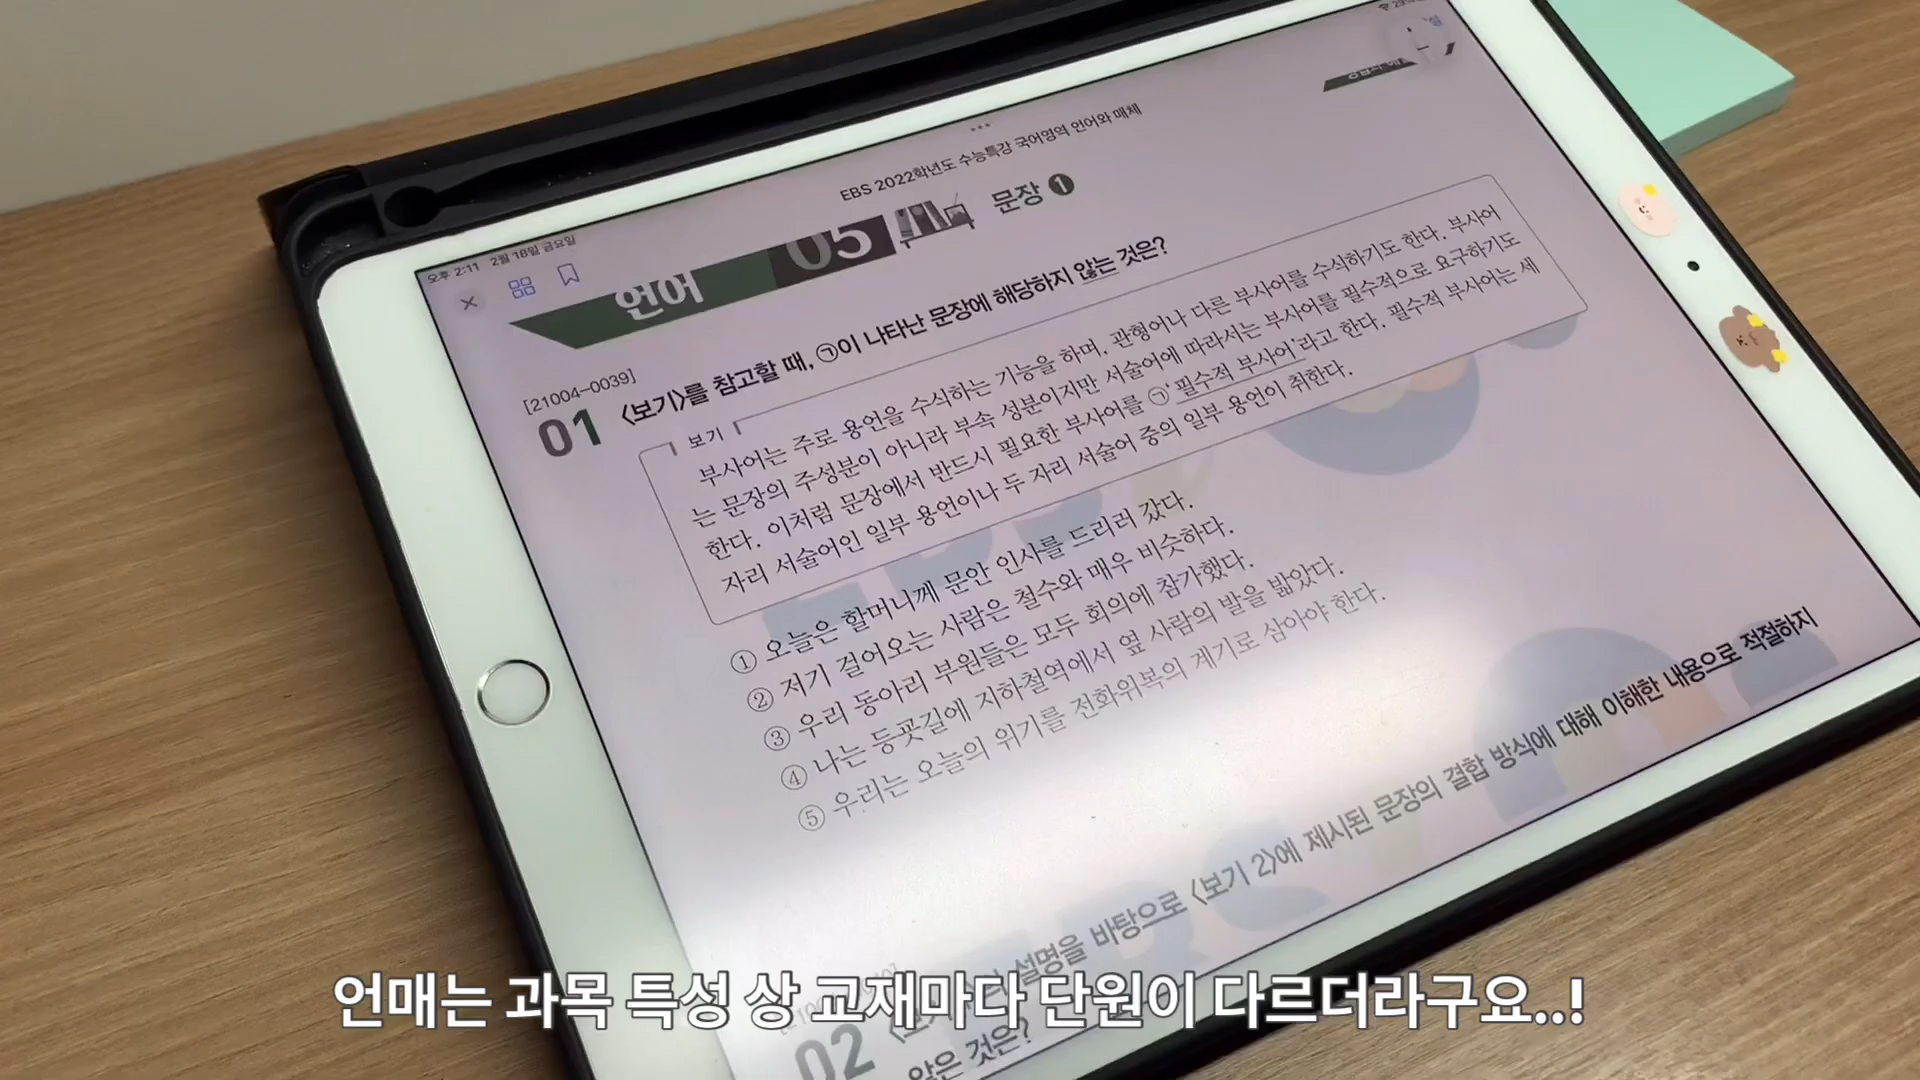 오후 2:11 2월 18일 금요일
EBS 2022학년도 수능특강 국어영역 언어와 매체
언어 05 문장 1
[21004-0039]
01 <보기>를 참고할 때, ㉠이 나타난 문장에 해당하지 않는 것은?
보기
부사어는 주로 용언을 수식하는 기능을 하며, 관형어나 다른 부사어를 수식하기도 한다. 부사어
는 문장의 주성분이 아니라 부속 성분이지만 서술어에 따라서는 부사어를 필수적으로 요구하기도
한다. 이처럼 문장에서 반드시 필요한 부사어를 ㉠'필수적 부사어'라고 한다. 필수적 부사어는 세
자리 서술어인 일부 용언이나 두 자리 서술어 중의 일부 용언이 취한다.
① 오늘은 할머니께 문안 인사를 드리러 갔다.
② 저기 걸어오는 사람은 철수와 매우 비슷하다.
③ 우리 동아리 부원들은 모두 회의에 참가했다.
④ 나는 등굣길에 지하철역에서 옆 사람의 발을 밟았다.
⑤ 우리는 오늘의 위기를 전화위복의 계기로 삼아야 한다.
설명을 바탕으로 <보기 2>에 제시된 문장의 결합 방식에 대해 이해한 내용으로 적절하지
02
않은 것은?
언매는 과목 특성 상 교재마다 단원이 다르더라구요..!